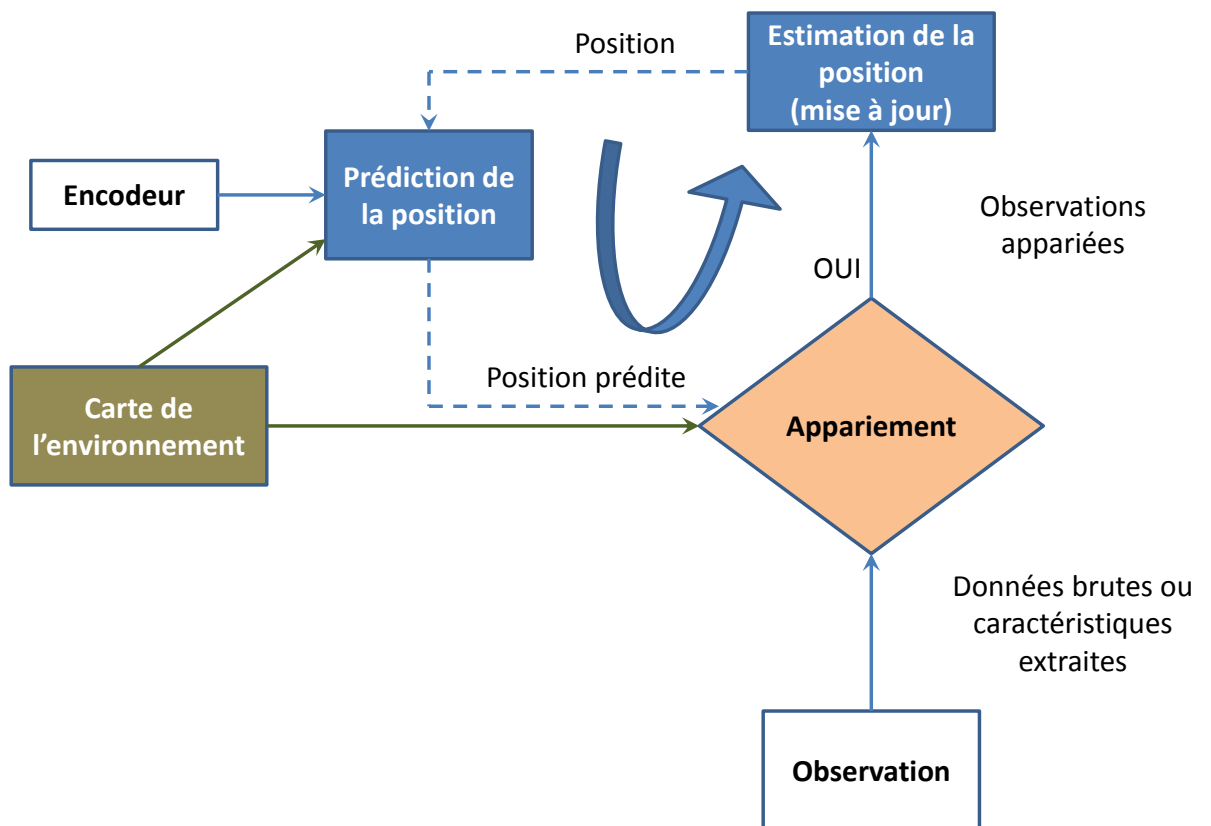 Position
Estimation de la
position
(mise à jour)
Encodeur
Prédiction de
la position
Observations
appariées
OUI
Position prédite
Carte de
l’environnement
Appariement
Données brutes ou
caractéristiques
extraites
Observation